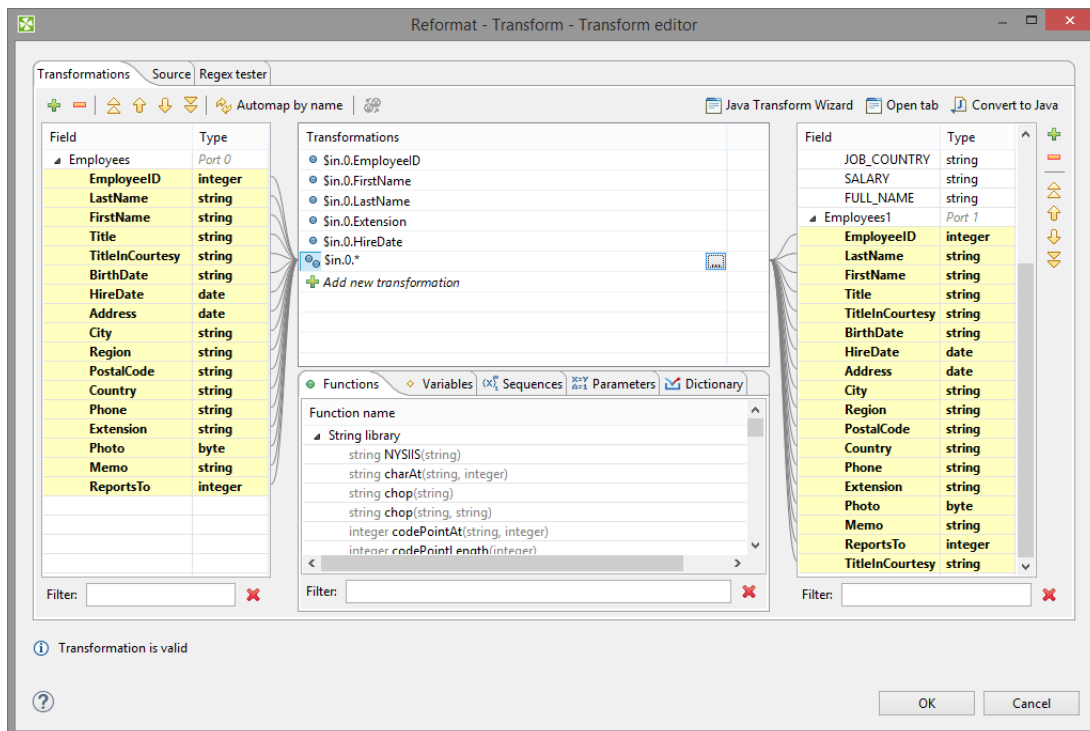 Reformat - Transform - Transform editor
Transformations Source Regex tester
Automap by name Java Transform Wizard Open tab Convert to Java
Field Type
Employees Port 0
EmployeeID integer
LastName string
FirstName string
Title string
TitleInCourtesy string
BirthDate string
HireDate date
Address date
City string
Region string
PostalCode string
Country string
Phone string
Extension string
Photo byte
Memo string
ReportsTo integer
Filter:
Transformations
$in.0.EmployeeID
$in.0.FirstName
$in.0.LastName
$in.0.Extension
$in.0.HireDate
$in.0.* ...
Add new transformation
Functions Variables Sequences Parameters Dictionary
Function name
String library
string NYSIIS(string)
string charAt(string, integer)
string chop(string)
string chop(string, string)
integer codePointAt(string, integer)
integer codePointLength(integer)
Filter:
Field Type
JOB_COUNTRY string
SALARY string
FULL_NAME string
Employees1 Port 1
EmployeeID integer
LastName string
FirstName string
Title string
TitleInCourtesy string
BirthDate string
HireDate date
Address date
City string
Region string
PostalCode string
Country string
Phone string
Extension string
Photo byte
Memo string
ReportsTo integer
TitleInCourtesy string
Filter:
Transformation is valid
OK Cancel